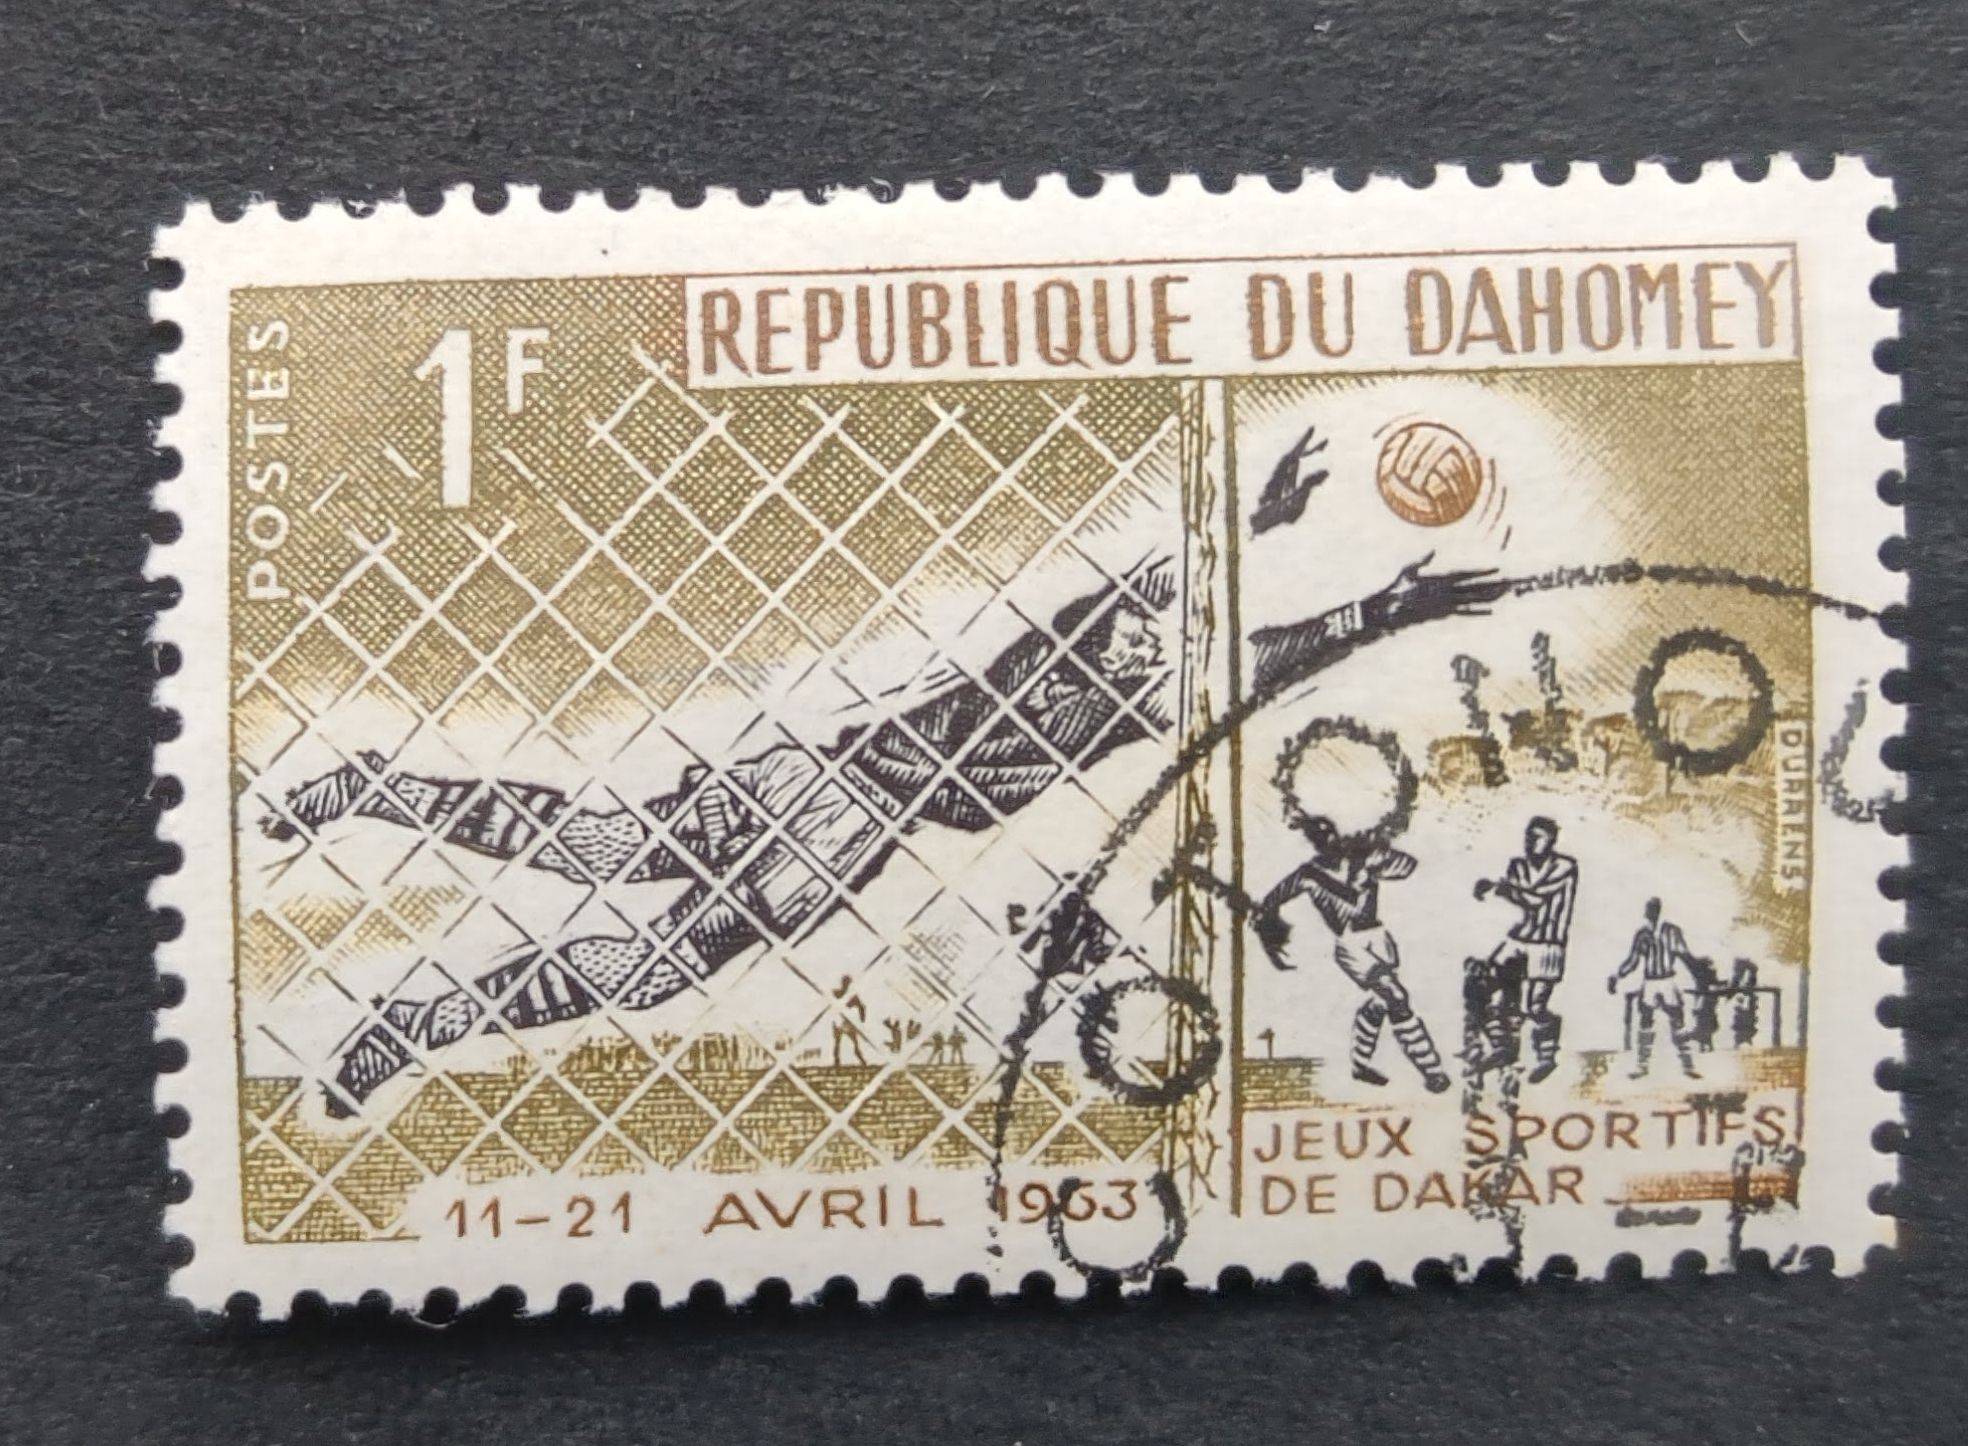 REPUBLIQUE DU DAHOMEY
POSTES
1F
DURRENS
JEUX SPORTIFS
DE DAKAR
11-21 AVRIL 1963